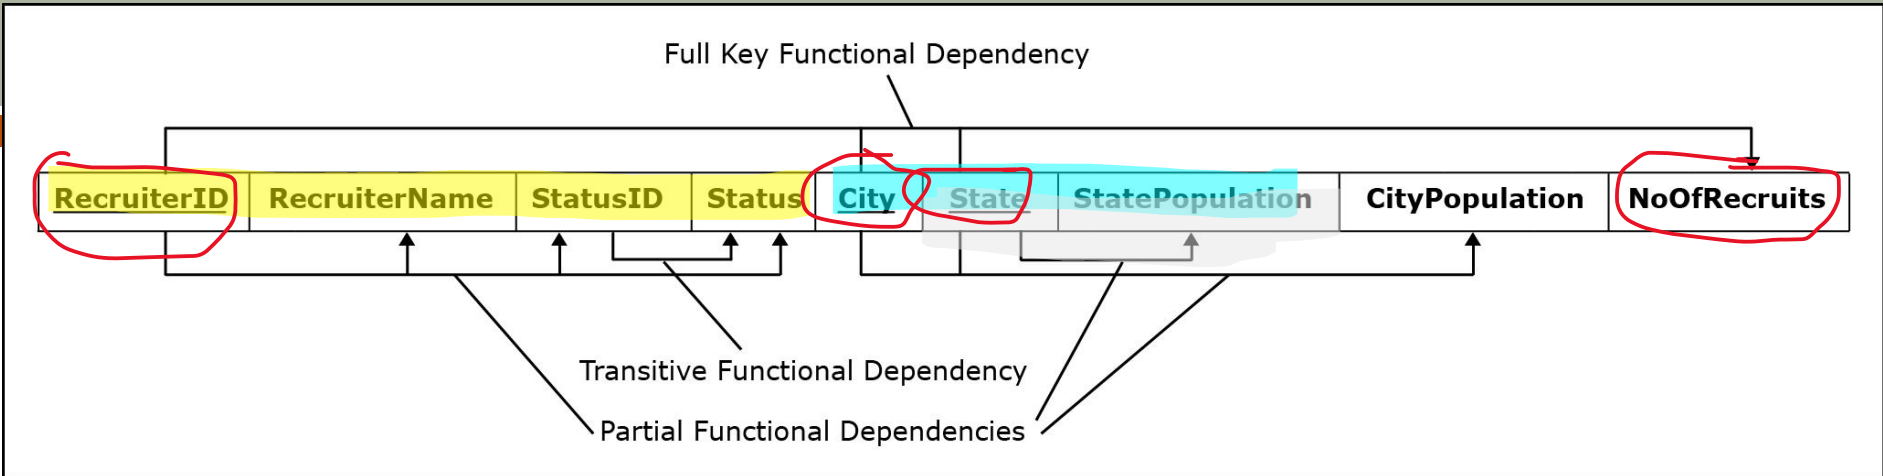 Full Key Functional Dependency
RecruiterID RecruiterName StatusID Status City State StatePopulation CityPopulation NoOfRecruits
Transitive Functional Dependency
Partial Functional Dependencies